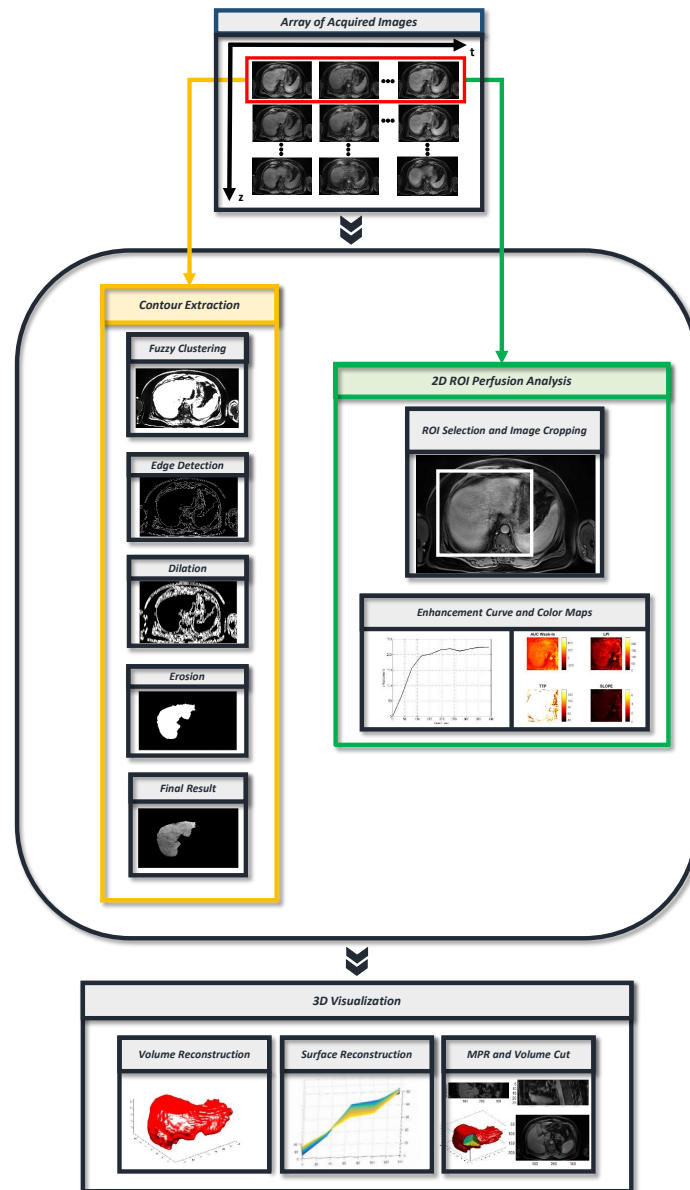 Array of Acquired Images
t
z
Contour Extraction
Fuzzy Clustering
Edge Detection
Dilation
Erosion
Final Result
2D ROI Perfusion Analysis
ROI Selection and Image Cropping
Enhancement Curve and Color Maps
AUC Wash-In
LPI
TTP
SLOPE
3D Visualization
Volume Reconstruction
Surface Reconstruction
MPR and Volume Cut